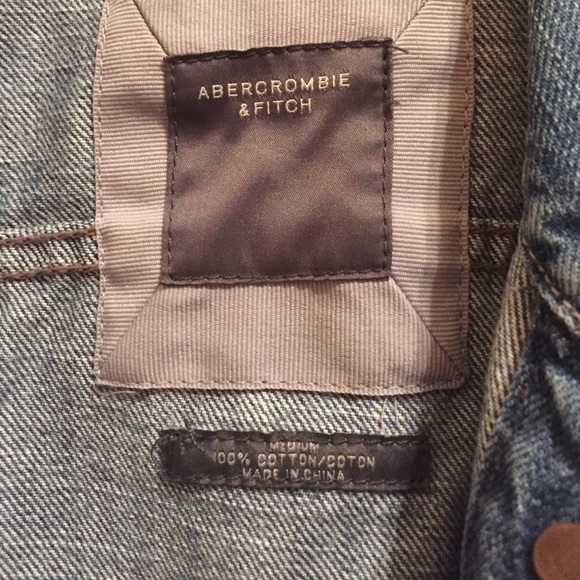 ABERCROMBIE
& FITCH
MEDIUM
100% COTTON/COTON
MADE IN CHINA